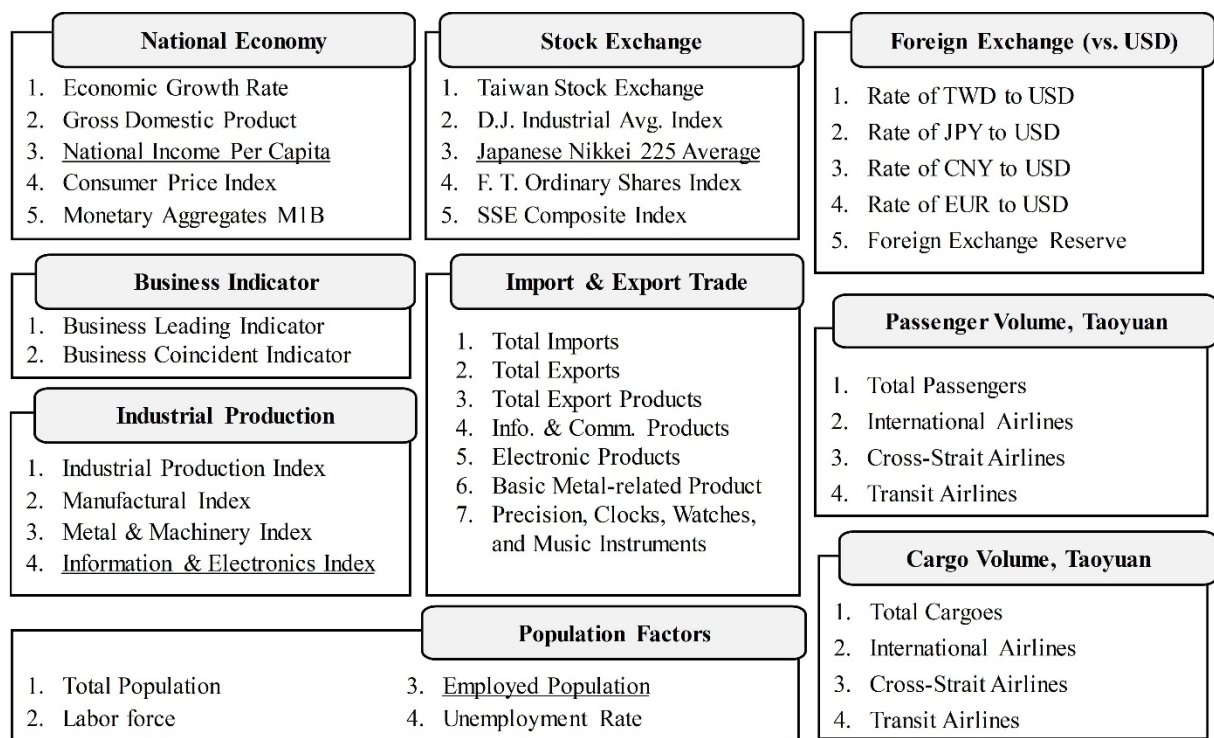 National Economy
1. Economic Growth Rate
2. Gross Domestic Product
3. National Income Per Capita
4. Consumer Price Index
5. Monetary Aggregates M1B
Stock Exchange
1. Taiwan Stock Exchange
2. D.J. Industrial Avg. Index
3. Japanese Nikkei 225 Average
4. F. T. Ordinary Shares Index
5. SSE Composite Index
Foreign Exchange (vs. USD)
1. Rate of TWD to USD
2. Rate of JPY to USD
3. Rate of CNY to USD
4. Rate of EUR to USD
5. Foreign Exchange Reserve
Business Indicator
1. Business Leading Indicator
2. Business Coincident Indicator
Import & Export Trade
1. Total Imports
2. Total Exports
3. Total Export Products
4. Info. & Comm. Products
5. Electronic Products
6. Basic Metal-related Product
7. Precision, Clocks, Watches,
and Music Instruments
Passenger Volume, Taoyuan
1. Total Passengers
2. International Airlines
3. Cross-Strait Airlines
4. Transit Airlines
Industrial Production
1. Industrial Production Index
2. Manufactural Index
3. Metal & Machinery Index
4. Information & Electronics Index
Cargo Volume, Taoyuan
1. Total Cargoes
2. International Airlines
3. Cross-Strait Airlines
4. Transit Airlines
Population Factors
1. Total Population
2. Labor force
3. Employed Population
4. Unemployment Rate